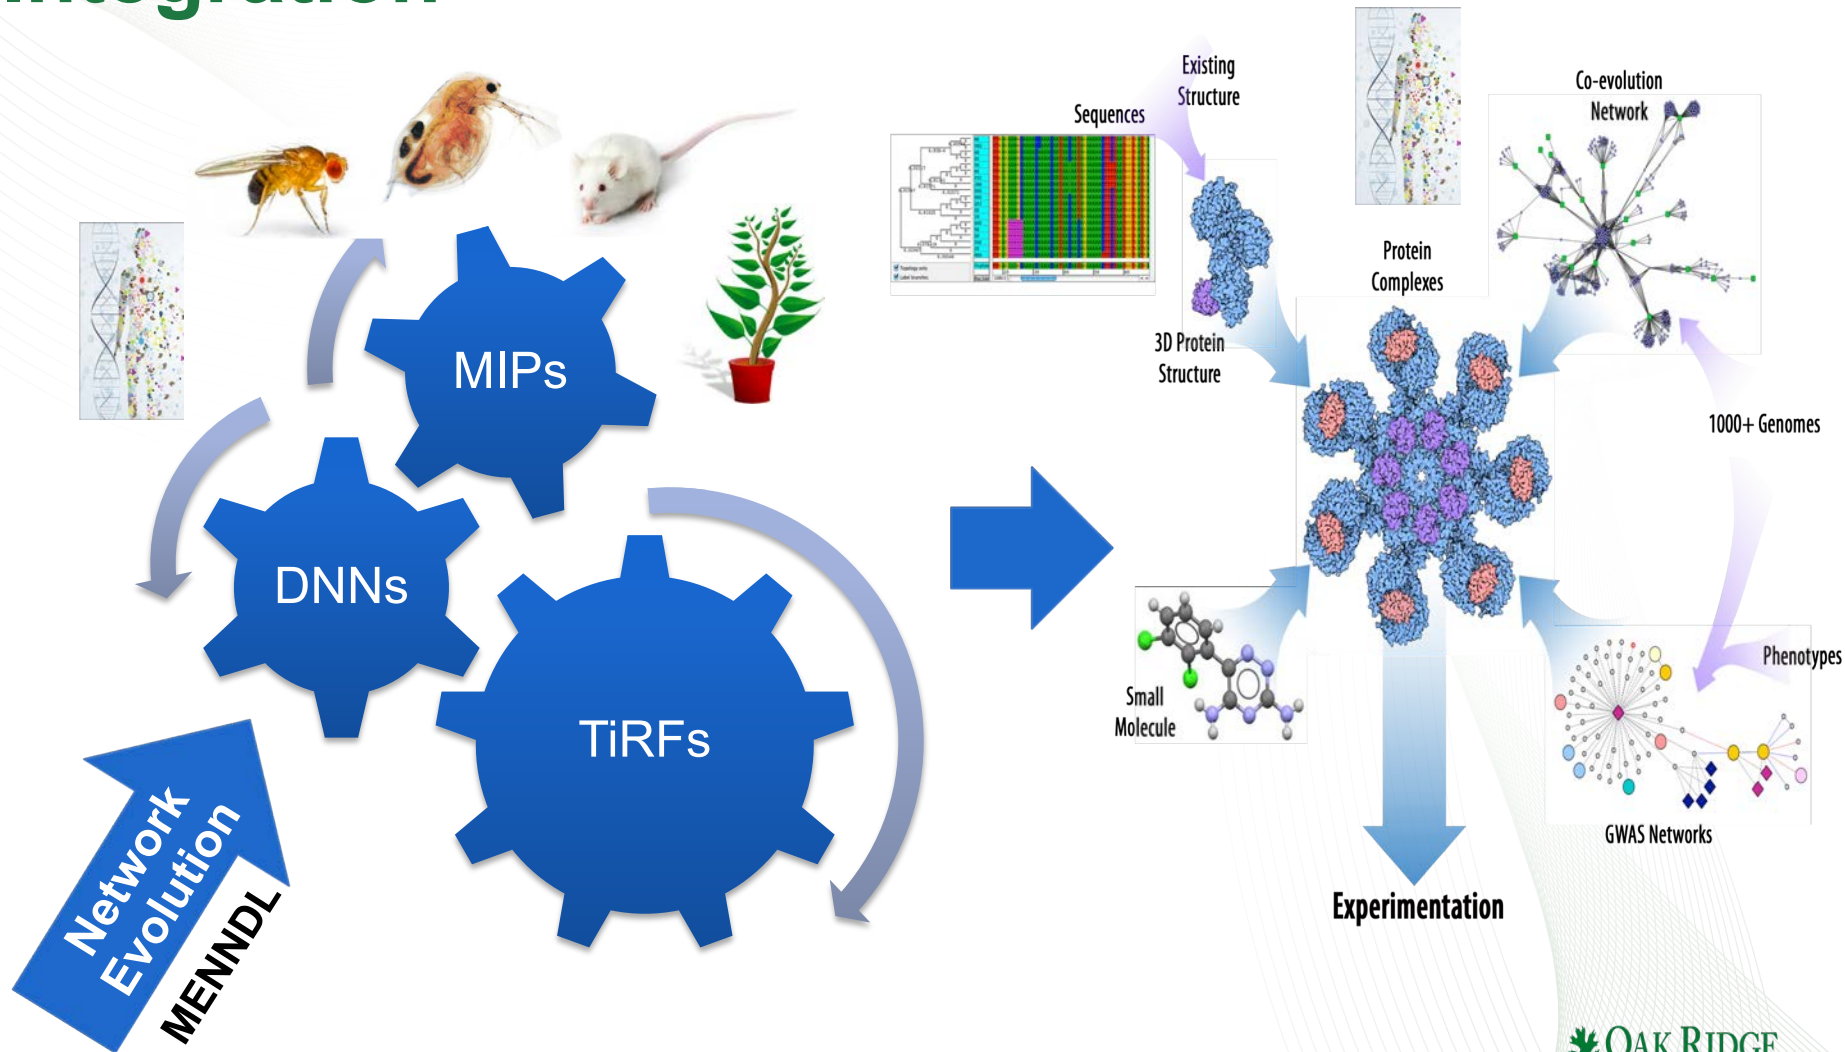 Integration
Existing
Structure
Sequences
Co-evolution
Network
Protein
Complexes
3D Protein
Structure
1000+ Genomes
MIPs
DNNs
TiRFs
Small
Molecule
Phenotypes
GWAS Networks
Experimentation
Network
Evolution
MENNDL
OAK RIDGE